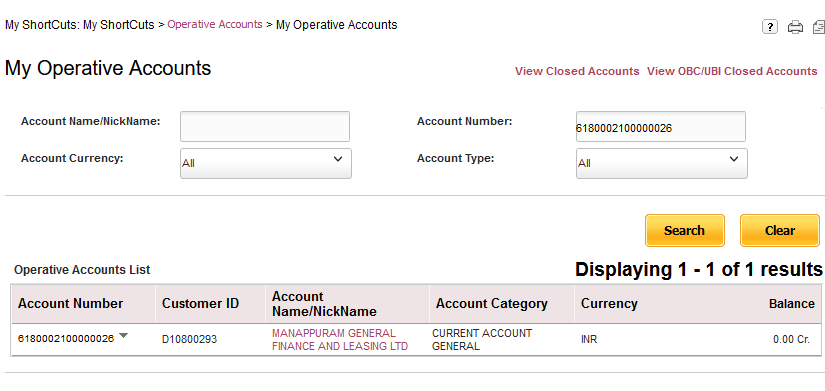 My ShortCuts: My ShortCuts > Operative Accounts > My Operative Accounts
?
My Operative Accounts
View Closed Accounts View OBC/UBI Closed Accounts
Account Name/NickName:
Account Number: 6180002100000026
Account Currency: All
Account Type: All
Search Clear
Operative Accounts List
Displaying 1 - 1 of 1 results
Account Number Customer ID Account Name/NickName Account Category Currency Balance
6180002100000026 D10800293 MANAPPURAM GENERAL FINANCE AND LEASING LTD CURRENT ACCOUNT GENERAL INR 0.00 Cr.